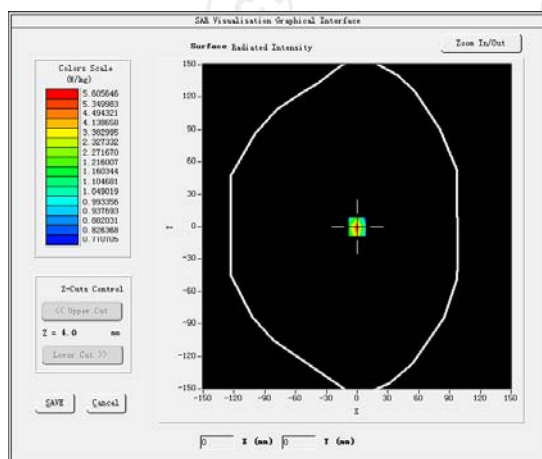 SAR Visualisation Graphical Interface
Surface Radiated Intensity
Zoom In/Out
Colors Scale
(W/kg)
5.605646
5.349983
4.494321
4.138658
3.382995
2.327332
2.271670
1.216007
1.160344
1.104681
1.049019
0.993356
0.937693
0.882031
0.826368
0.770705
150
120
90
60
30
0
-30
-60
-90
-120
-150
Y
-150 -120 -90 -60 -30 0 30 60 90 120 150
X
Z-Cuts Control
<< Upper Cut
Z = 4.0 mm
Lower Cut >>
SAVE
Cancel
0 X (mm) 0 Y (mm)